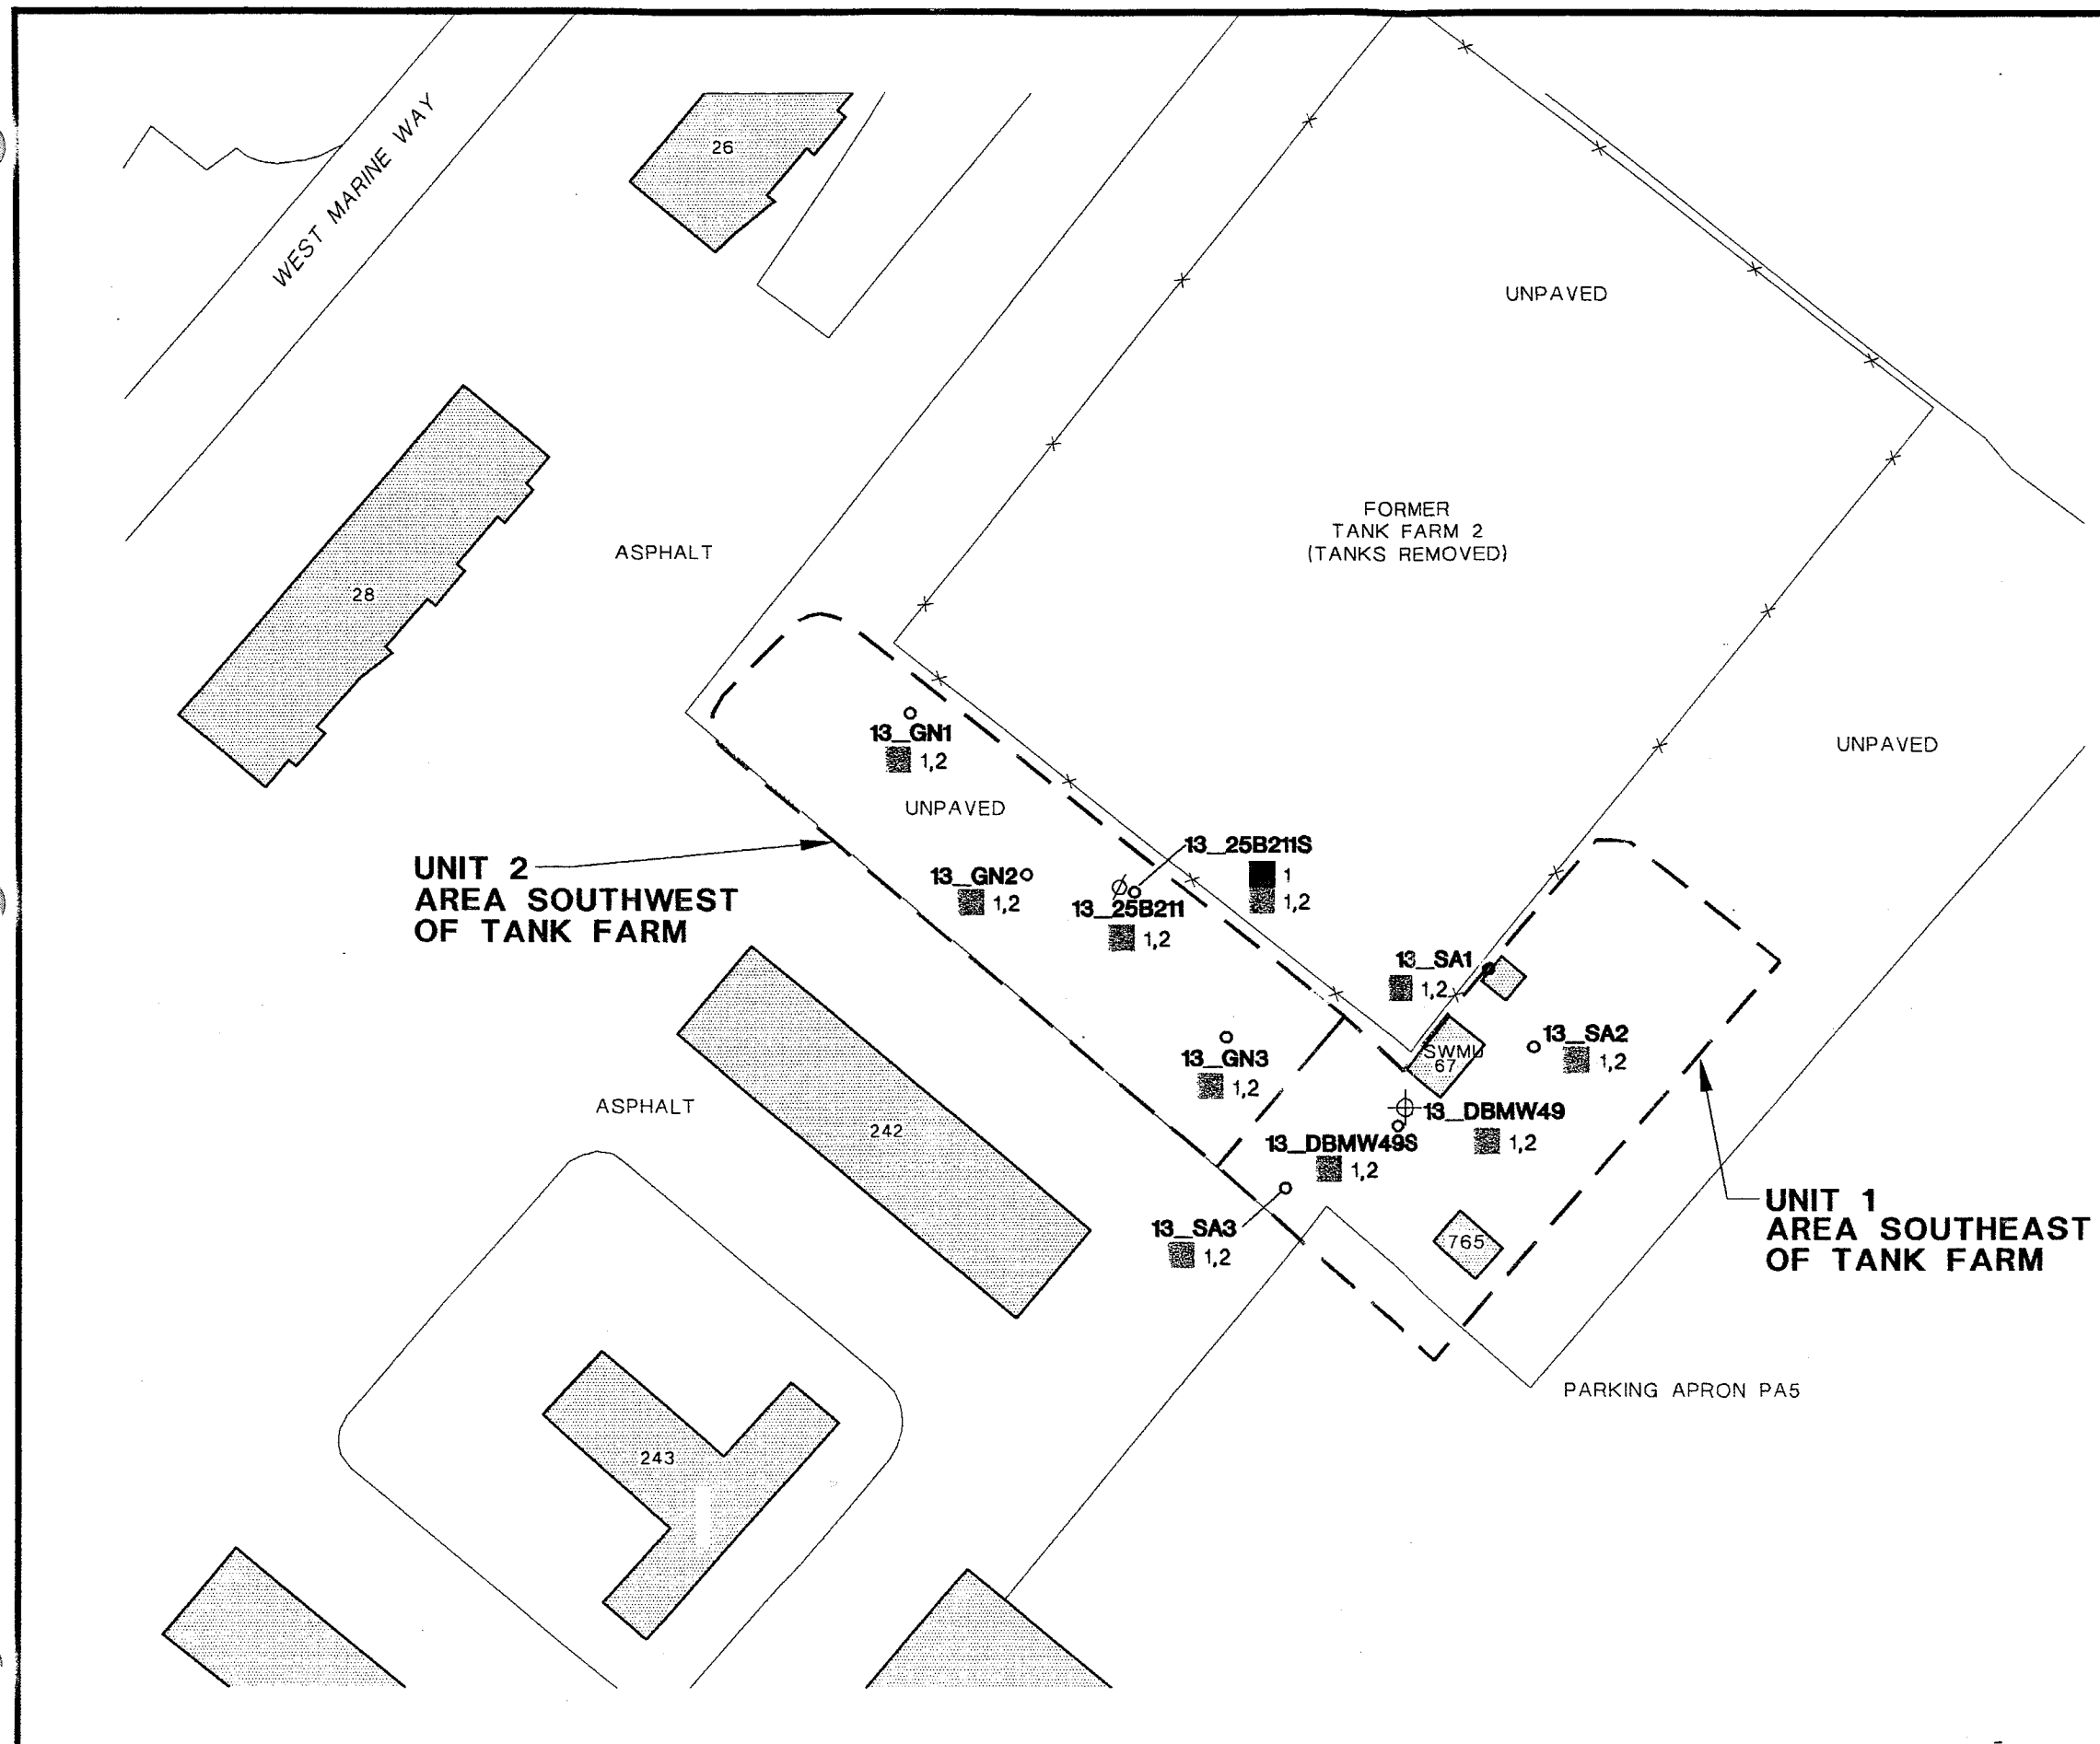 WEST MARINE WAY
26
UNPAVED
28
ASPHALT
FORMER
TANK FARM 2
(TANKS REMOVED)
UNPAVED
13_GN1
1,2
UNPAVED
UNIT 2
AREA SOUTHWEST
OF TANK FARM
13_GN2
1,2
13_25B211S
1
1,2
13_25B211
1,2
13_SA1
1,2
13_SA2
1,2
SWMU
67
13_GN3
1,2
13_DBMW49
1,2
13_DBMW49S
1,2
ASPHALT
242
13_SA3
1,2
765
UNIT 1
AREA SOUTHEAST
OF TANK FARM
PARKING APRON PA5
243